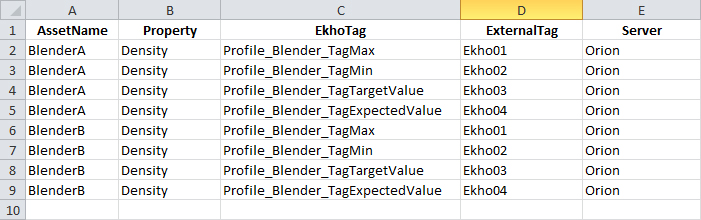 A B C D E
1 AssetName Property EkhoTag ExternalTag Server
2 BlenderA Density Profile_Blender_TagMax Ekho01 Orion
3 BlenderA Density Profile_Blender_TagMin Ekho02 Orion
4 BlenderA Density Profile_Blender_TagTargetValue Ekho03 Orion
5 BlenderA Density Profile_Blender_TagExpectedValue Ekho04 Orion
6 BlenderB Density Profile_Blender_TagMax Ekho01 Orion
7 BlenderB Density Profile_Blender_TagMin Ekho02 Orion
8 BlenderB Density Profile_Blender_TagTargetValue Ekho03 Orion
9 BlenderB Density Profile_Blender_TagExpectedValue Ekho04 Orion
10